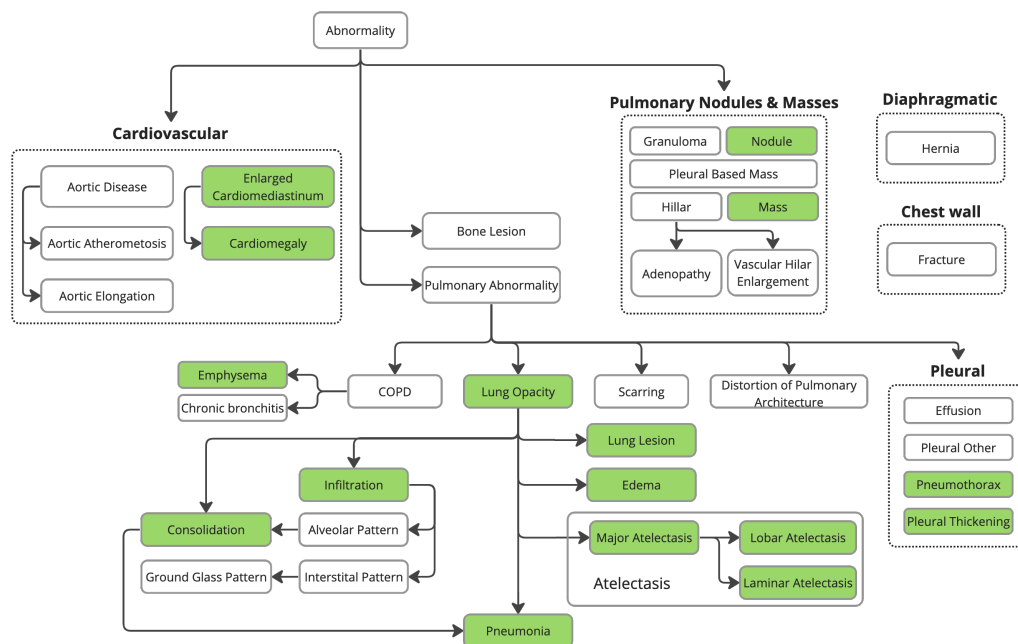 Abnormality
Cardiovascular
Aortic Disease
Enlarged
Cardiomediastinum
Aortic Atherometosis
Cardiomegaly
Aortic Elongation
Bone Lesion
Pulmonary Abnormality
Pulmonary Nodules & Masses
Granuloma
Nodule
Pleural Based Mass
Hillar
Mass
Adenopathy
Vascular Hilar
Enlargement
Diaphragmatic
Hernia
Chest wall
Fracture
Emphysema
Chronic bronchitis
COPD
Lung Opacity
Scarring
Distortion of Pulmonary
Architecture
Pleural
Effusion
Pleural Other
Pneumothorax
Pleural Thickening
Lung Lesion
Infiltration
Edema
Consolidation
Alveolar Pattern
Major Atelectasis
Lobar Atelectasis
Ground Glass Pattern
Interstital Pattern
Atelectasis
Laminar Atelectasis
Pneumonia